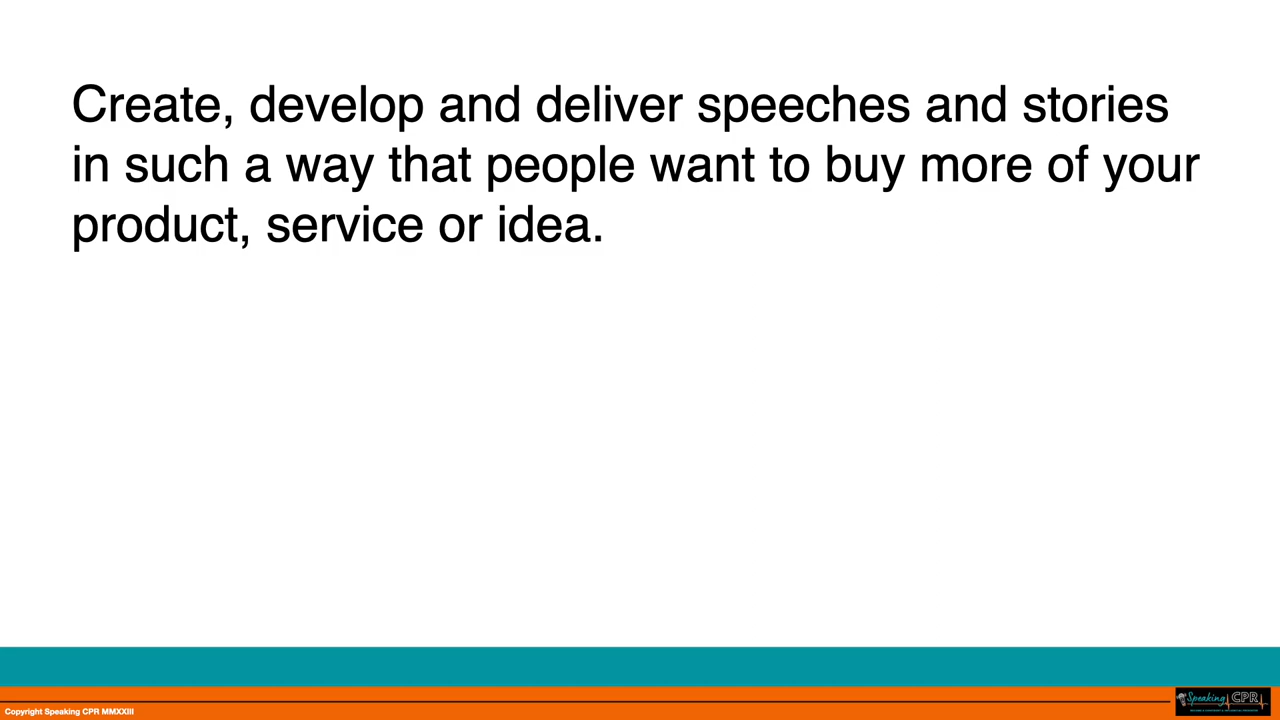 Create, develop and deliver speeches and stories
in such a way that people want to buy more of your
product, service or idea.
Copyright Speaking CPR MMXXIII
Speaking CPR